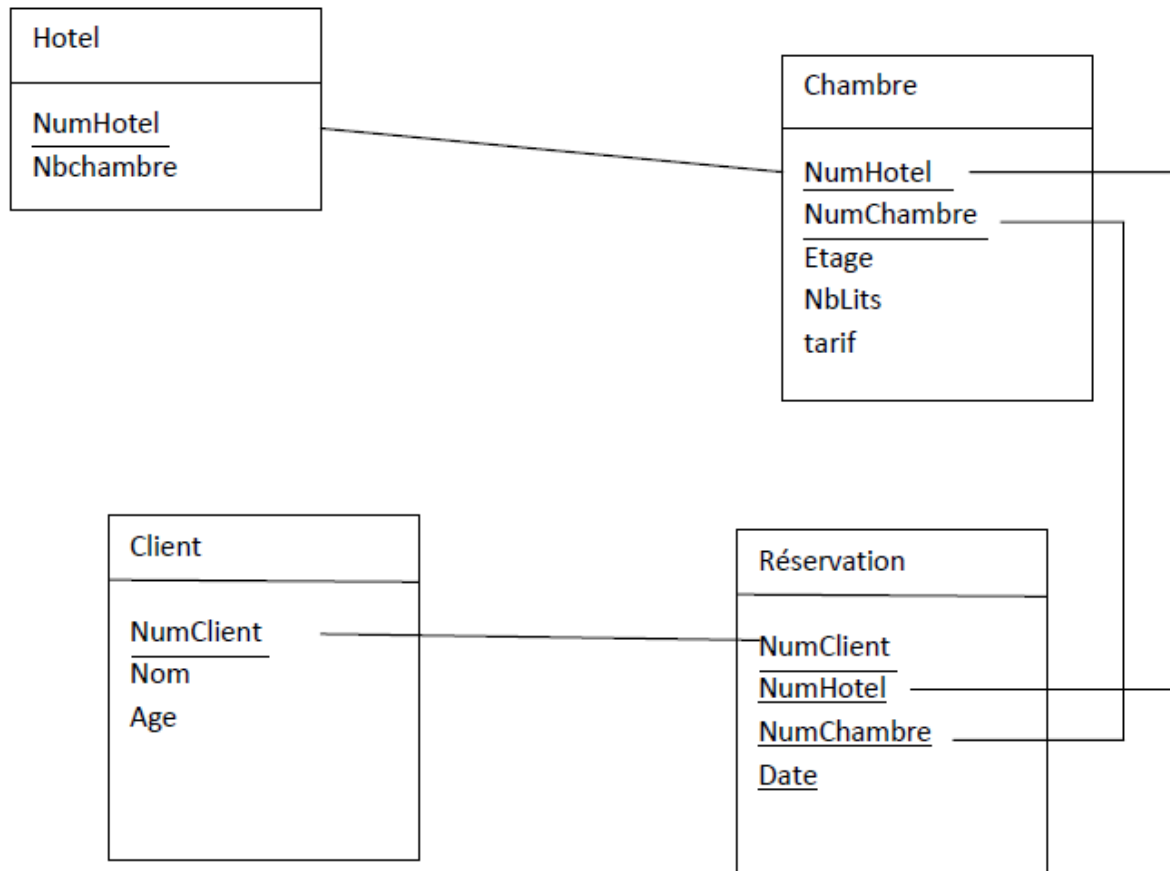 Hotel
NumHotel
Nbchambre
Chambre
NumHotel
NumChambre
Etage
NbLits
tarif
Client
NumClient
Nom
Age
Réservation
NumClient
NumHotel
NumChambre
Date